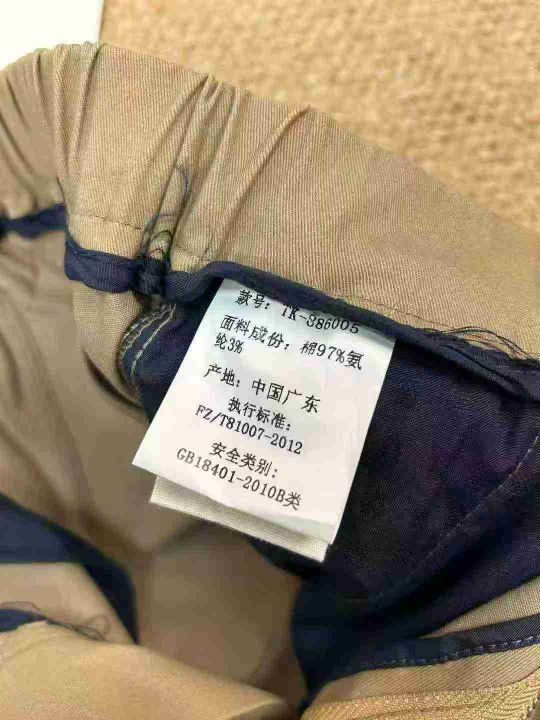 款号: TK-386005
面料成份: 棉97%氨
纶3%
产地: 中国广东
执行标准:
FZ/T81007-2012
安全类别:
GB18401-2010B类